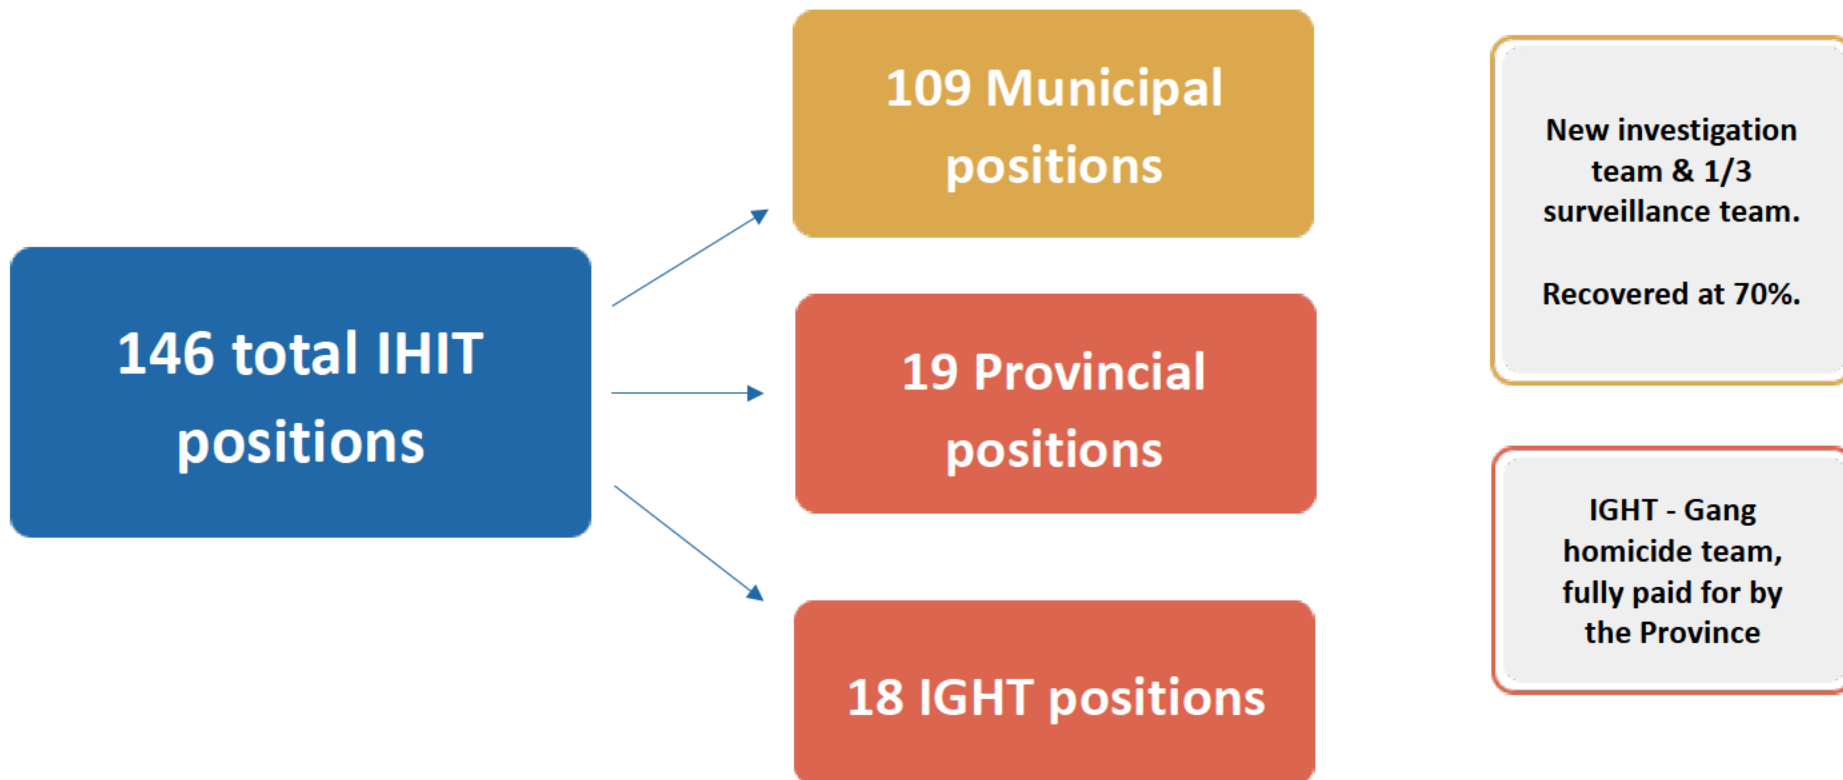 146 total IHIT
positions
109 Municipal
positions
19 Provincial
positions
18 IGHT positions
New investigation
team & 1/3
surveillance team.
Recovered at 70%.
IGHT - Gang
homicide team,
fully paid for by
the Province